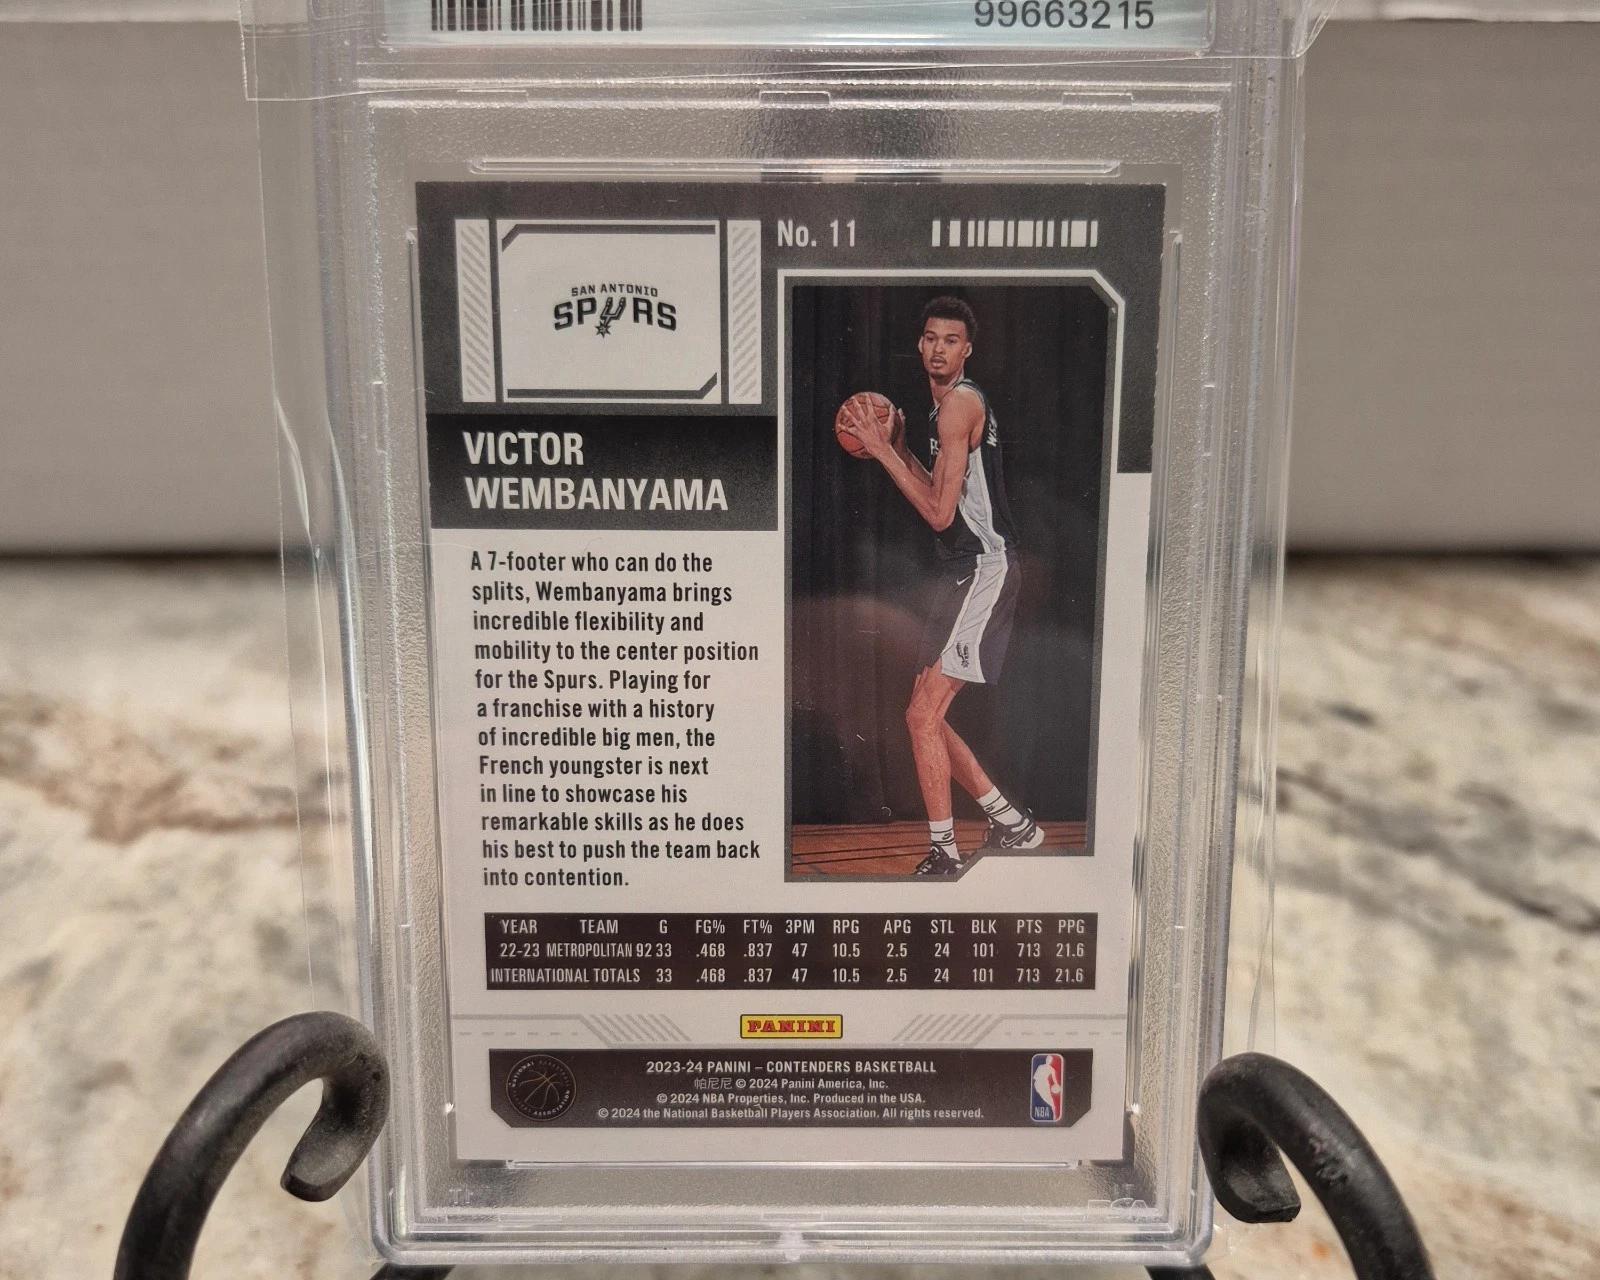 99663215
No. 11
SAN ANTONIO
SPURS
VICTOR
WEMBANYAMA
A 7-footer who can do the
splits, Wembanyama brings
incredible flexibility and
mobility to the center position
for the Spurs. Playing for
a franchise with a history
of incredible big men, the
French youngster is next
in line to showcase his
remarkable skills as he does
his best to push the team back
into contention.
YEAR TEAM G FG% FT% 3PM RPG APG STL BLK PTS PPG
22-23 METROPOLITAN 92 33 .468 .837 47 10.5 2.5 24 101 713 21.6
INTERNATIONAL TOTALS 33 .468 .837 47 10.5 2.5 24 101 713 21.6
PANINI
2023-24 PANINI – CONTENDERS BASKETBALL
帕尼尼 © 2024 Panini America, Inc.
© 2024 NBA Properties, Inc. Produced in the USA.
© 2024 the National Basketball Players Association. All rights reserved.
NBA
PSA